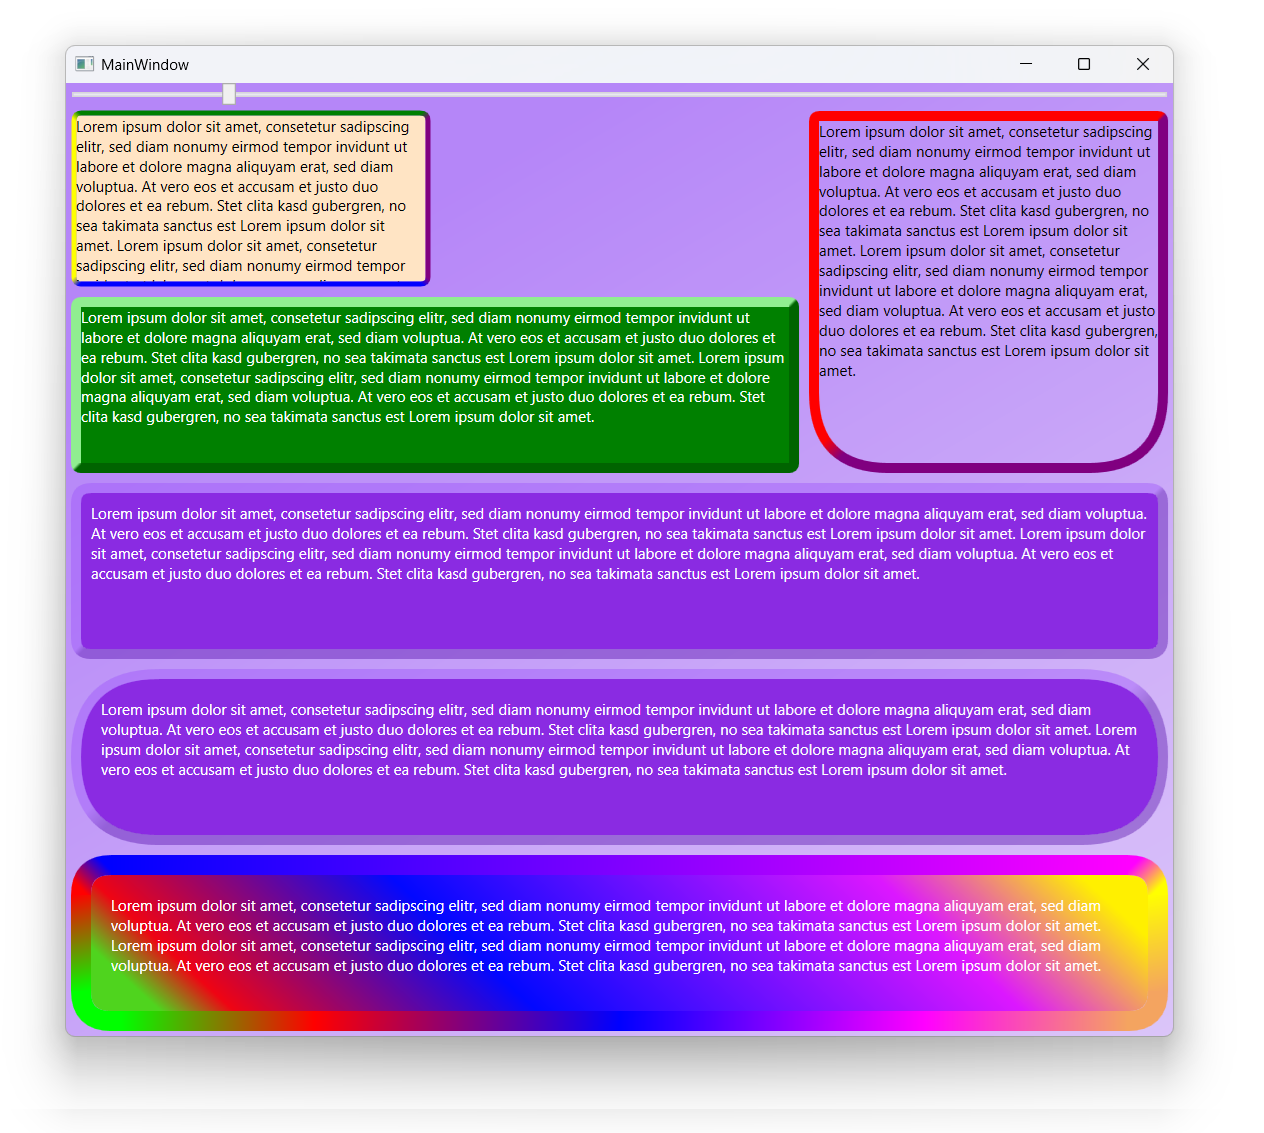 MainWindow
Lorem ipsum dolor sit amet, consetetur sadipscing
elitr, sed diam nonumy eirmod tempor invidunt ut
labore et dolore magna aliquyam erat, sed diam
voluptua. At vero eos et accusam et justo duo
dolores et ea rebum. Stet clita kasd gubergren, no
sea takimata sanctus est Lorem ipsum dolor sit
amet. Lorem ipsum dolor sit amet, consetetur
sadipscing elitr, sed diam nonumy eirmod tempor
Lorem ipsum dolor sit amet, consetetur sadipscing
elitr, sed diam nonumy eirmod tempor invidunt ut
labore et dolore magna aliquyam erat, sed diam
voluptua. At vero eos et accusam et justo duo
dolores et ea rebum. Stet clita kasd gubergren, no
sea takimata sanctus est Lorem ipsum dolor sit
amet. Lorem ipsum dolor sit amet, consetetur
sadipscing elitr, sed diam nonumy eirmod tempor
invidunt ut labore et dolore magna aliquyam erat,
sed diam voluptua. At vero eos et accusam et justo
duo dolores et ea rebum. Stet clita kasd gubergren,
no sea takimata sanctus est Lorem ipsum dolor sit
amet.
Lorem ipsum dolor sit amet, consetetur sadipscing elitr, sed diam nonumy eirmod tempor invidunt ut
labore et dolore magna aliquyam erat, sed diam voluptua. At vero eos et accusam et justo duo dolores et
ea rebum. Stet clita kasd gubergren, no sea takimata sanctus est Lorem ipsum dolor sit amet. Lorem ipsum
dolor sit amet, consetetur sadipscing elitr, sed diam nonumy eirmod tempor invidunt ut labore et dolore
magna aliquyam erat, sed diam voluptua. At vero eos et accusam et justo duo dolores et ea rebum. Stet
clita kasd gubergren, no sea takimata sanctus est Lorem ipsum dolor sit amet.
Lorem ipsum dolor sit amet, consetetur sadipscing elitr, sed diam nonumy eirmod tempor invidunt ut labore et dolore magna aliquyam erat, sed diam voluptua.
At vero eos et accusam et justo duo dolores et ea rebum. Stet clita kasd gubergren, no sea takimata sanctus est Lorem ipsum dolor sit amet. Lorem ipsum dolor
sit amet, consetetur sadipscing elitr, sed diam nonumy eirmod tempor invidunt ut labore et dolore magna aliquyam erat, sed diam voluptua. At vero eos et
accusam et justo duo dolores et ea rebum. Stet clita kasd gubergren, no sea takimata sanctus est Lorem ipsum dolor sit amet.
Lorem ipsum dolor sit amet, consetetur sadipscing elitr, sed diam nonumy eirmod tempor invidunt ut labore et dolore magna aliquyam erat, sed diam
voluptua. At vero eos et accusam et justo duo dolores et ea rebum. Stet clita kasd gubergren, no sea takimata sanctus est Lorem ipsum dolor sit amet. Lorem
ipsum dolor sit amet, consetetur sadipscing elitr, sed diam nonumy eirmod tempor invidunt ut labore et dolore magna aliquyam erat, sed diam voluptua. At
vero eos et accusam et justo duo dolores et ea rebum. Stet clita kasd gubergren, no sea takimata sanctus est Lorem ipsum dolor sit amet.
Lorem ipsum dolor sit amet, consetetur sadipscing elitr, sed diam nonumy eirmod tempor invidunt ut labore et dolore magna aliquyam erat, sed diam
voluptua. At vero eos et accusam et justo duo dolores et ea rebum. Stet clita kasd gubergren, no sea takimata sanctus est Lorem ipsum dolor sit amet.
Lorem ipsum dolor sit amet, consetetur sadipscing elitr, sed diam nonumy eirmod tempor invidunt ut labore et dolore magna aliquyam erat, sed diam
voluptua. At vero eos et accusam et justo duo dolores et ea rebum. Stet clita kasd gubergren, no sea takimata sanctus est Lorem ipsum dolor sit amet.